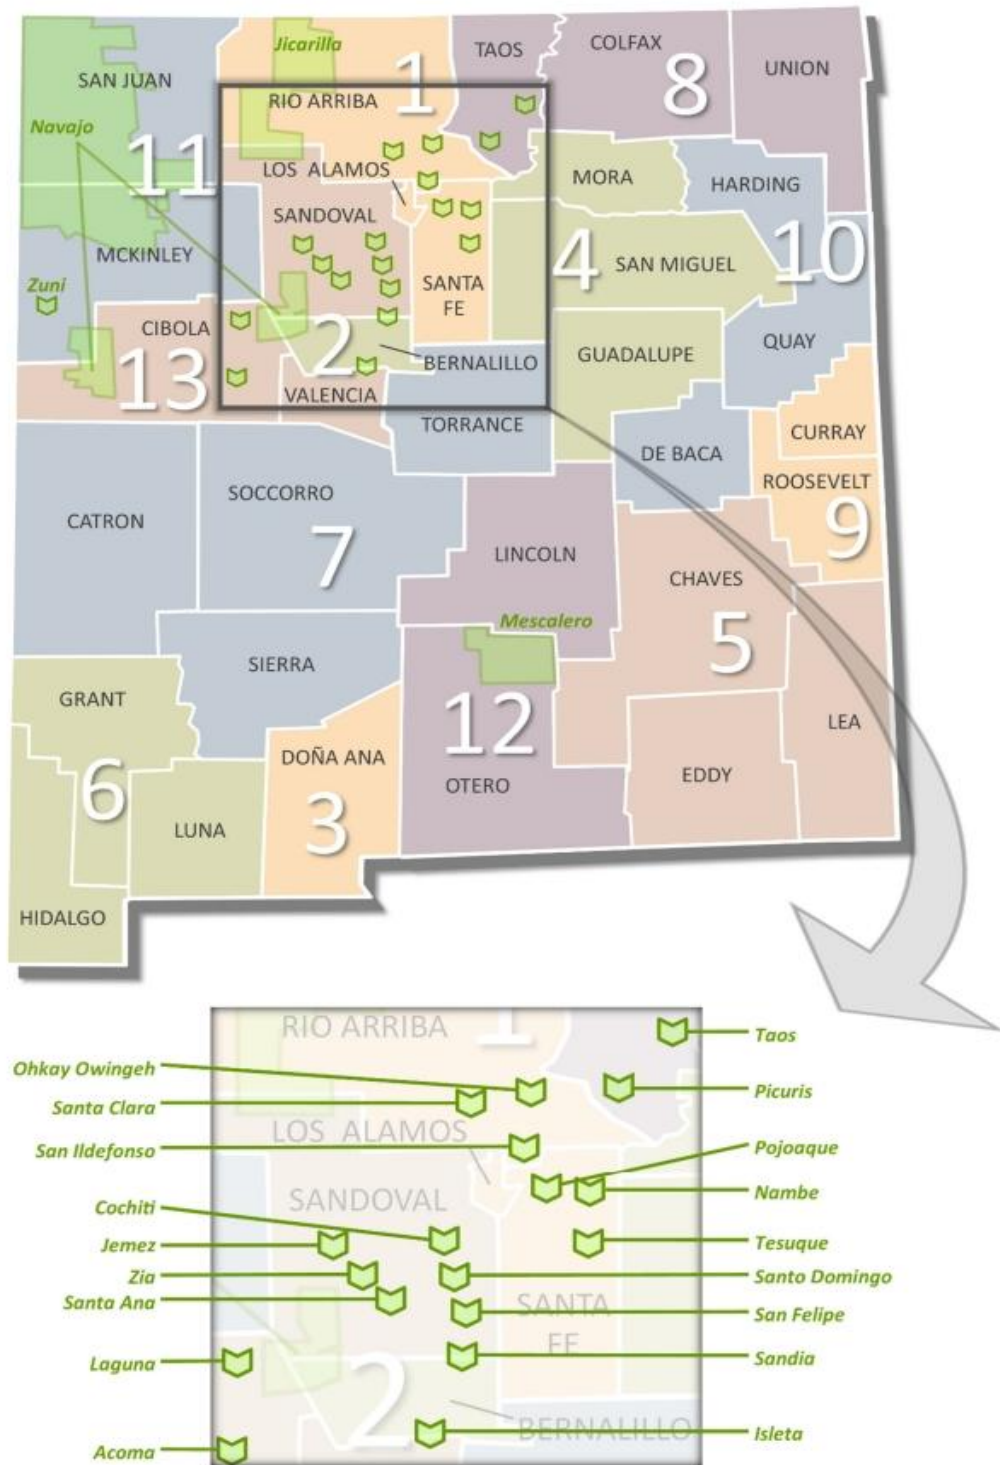 Jicarilla
TAOS
COLFAX
SAN JUAN
1
8
UNION
RIO ARRIBA
Navajo
11
LOS ALAMOS
MORA
HARDING
SANDOVAL
MCKINLEY
4
SAN MIGUEL
10
Zuni
SANTA
FE
CIBOLA
2
QUAY
13
BERNALILLO
GUADALUPE
VALENCIA
TORRANCE
CURRAY
DE BACA
ROOSEVELT
SOCCORRO
CATRON
7
9
LINCOLN
CHAVES
Mescalero
5
SIERRA
GRANT
12
LEA
DOÑA ANA
OTERO
EDDY
6
3
LUNA
HIDALGO
RIO ARRIBA
1
Taos
Ohkay Owingeh
Picuris
Santa Clara
LOS ALAMOS
San Ildefonso
Pojoaque
SANDOVAL
Nambe
Cochiti
Jemez
Tesuque
Zia
Santo Domingo
Santa Ana
SANTA
FE
San Felipe
Laguna
2
Sandia
BERNALILLO
Isleta
Acoma